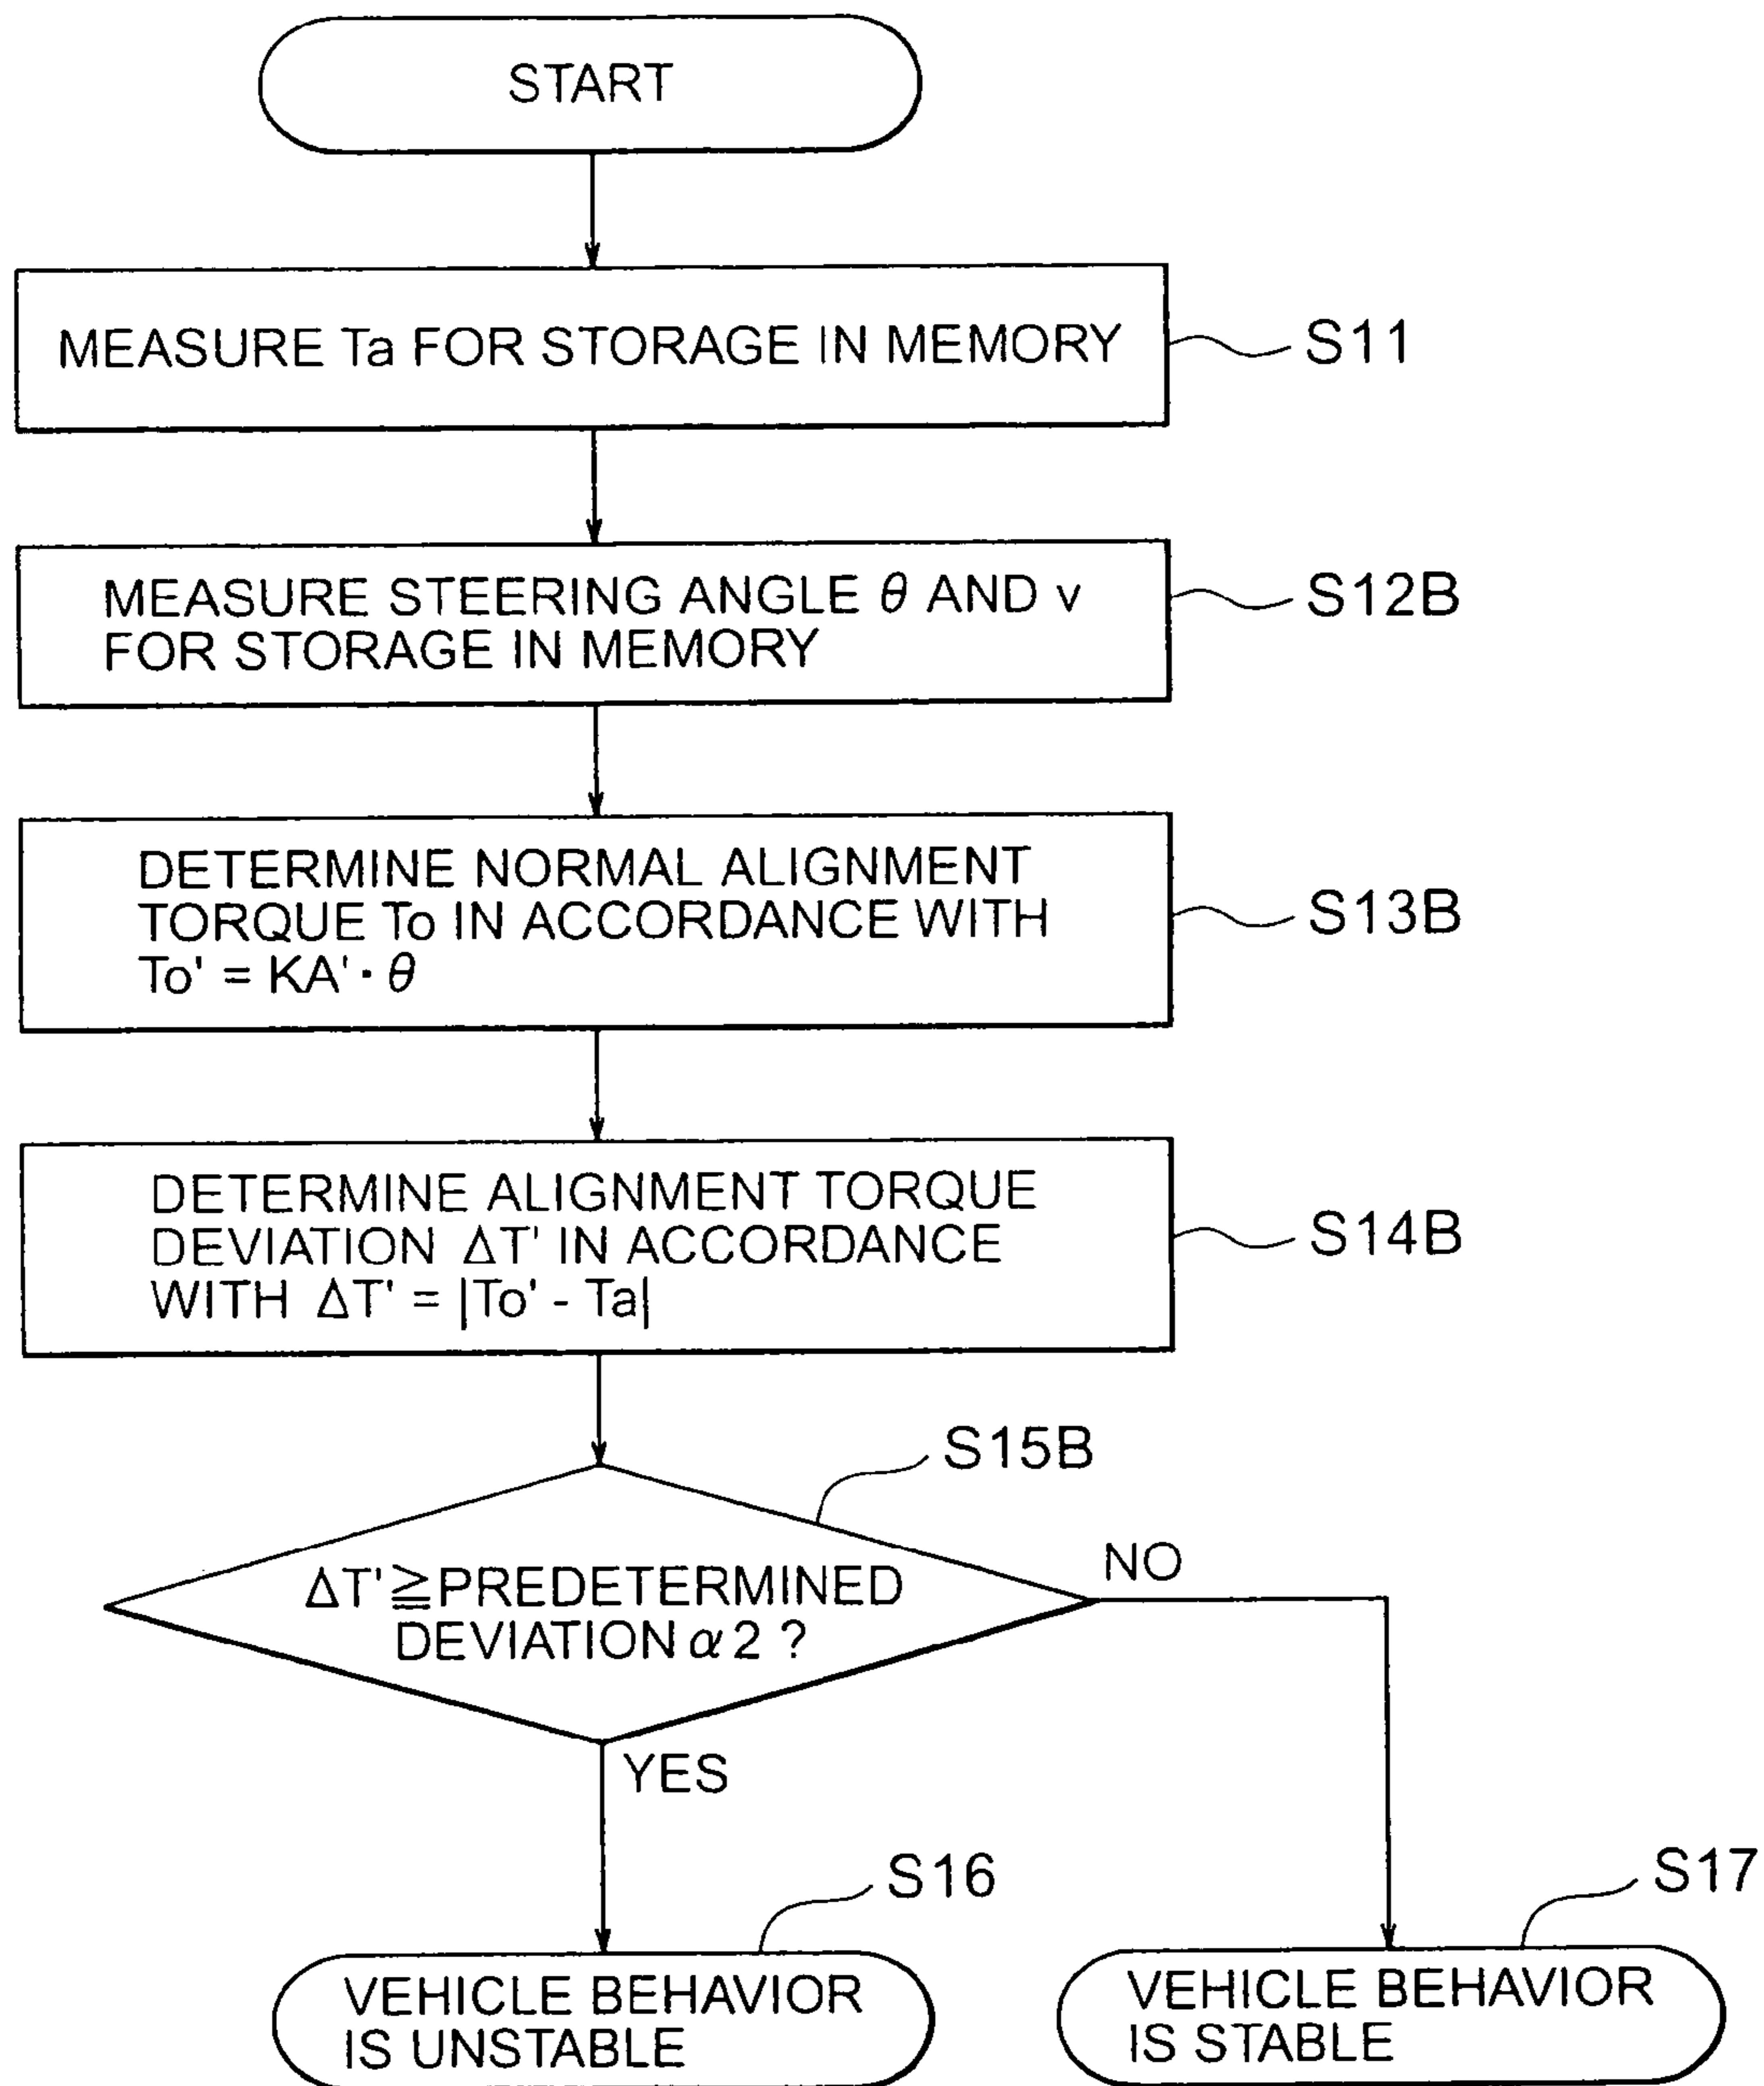 START
MEASURE Ta FOR STORAGE IN MEMORY
S11
MEASURE STEERING ANGLE θ AND v
FOR STORAGE IN MEMORY
S12B
DETERMINE NORMAL ALIGNMENT
TORQUE To IN ACCORDANCE WITH
To' = KA' · θ
S13B
DETERMINE ALIGNMENT TORQUE
DEVIATION ΔT' IN ACCORDANCE
WITH ΔT' = |To' - Ta|
S14B
S15B
ΔT' ≧ PREDETERMINED
DEVIATION α2 ?
NO
YES
S16
VEHICLE BEHAVIOR
IS UNSTABLE
S17
VEHICLE BEHAVIOR
IS STABLE